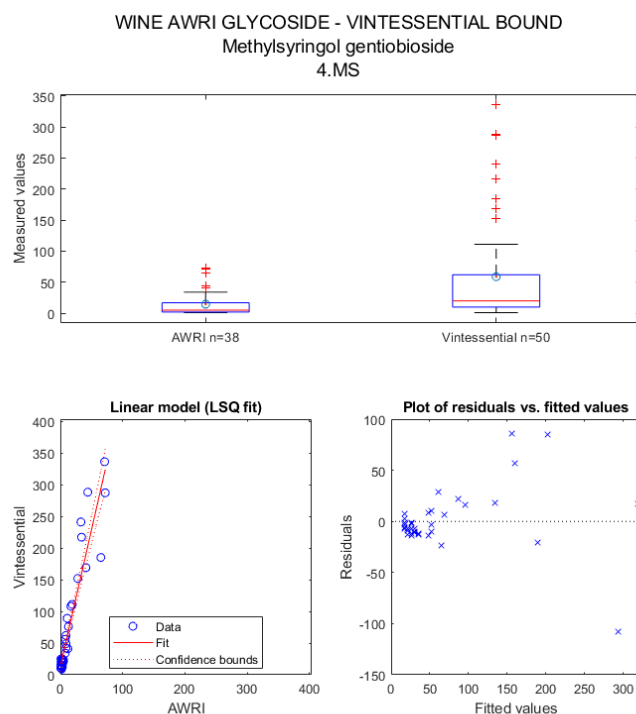 WINE AWRI GLYCOSIDE - VINTESSENTIAL BOUND
Methylsyringol gentiobioside
4.MS
350
300
250
200
150
100
50
0
Measured values
AWRI n=38
Vintessential n=50
Linear model (LSQ fit)
400
350
300
250
200
150
100
50
0
Vintessential
Data
Fit
Confidence bounds
0
100
200
300
400
AWRI
Plot of residuals vs. fitted values
100
50
0
-50
-100
-150
Residuals
0
50
100
150
200
250
300
Fitted values